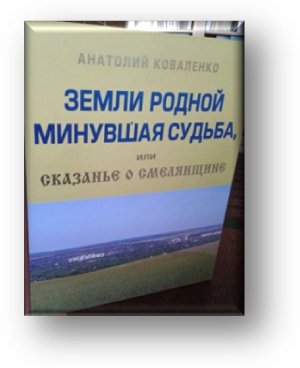 АНАТОЛИЙ КОВАЛЕНКО
ЗЕМЛИ РОДНОЙ
МИНУВШАЯ СУДЬБА,
ИЛИ
СКАЗАНЬЕ О СМЕЛЯНЩИНЕ